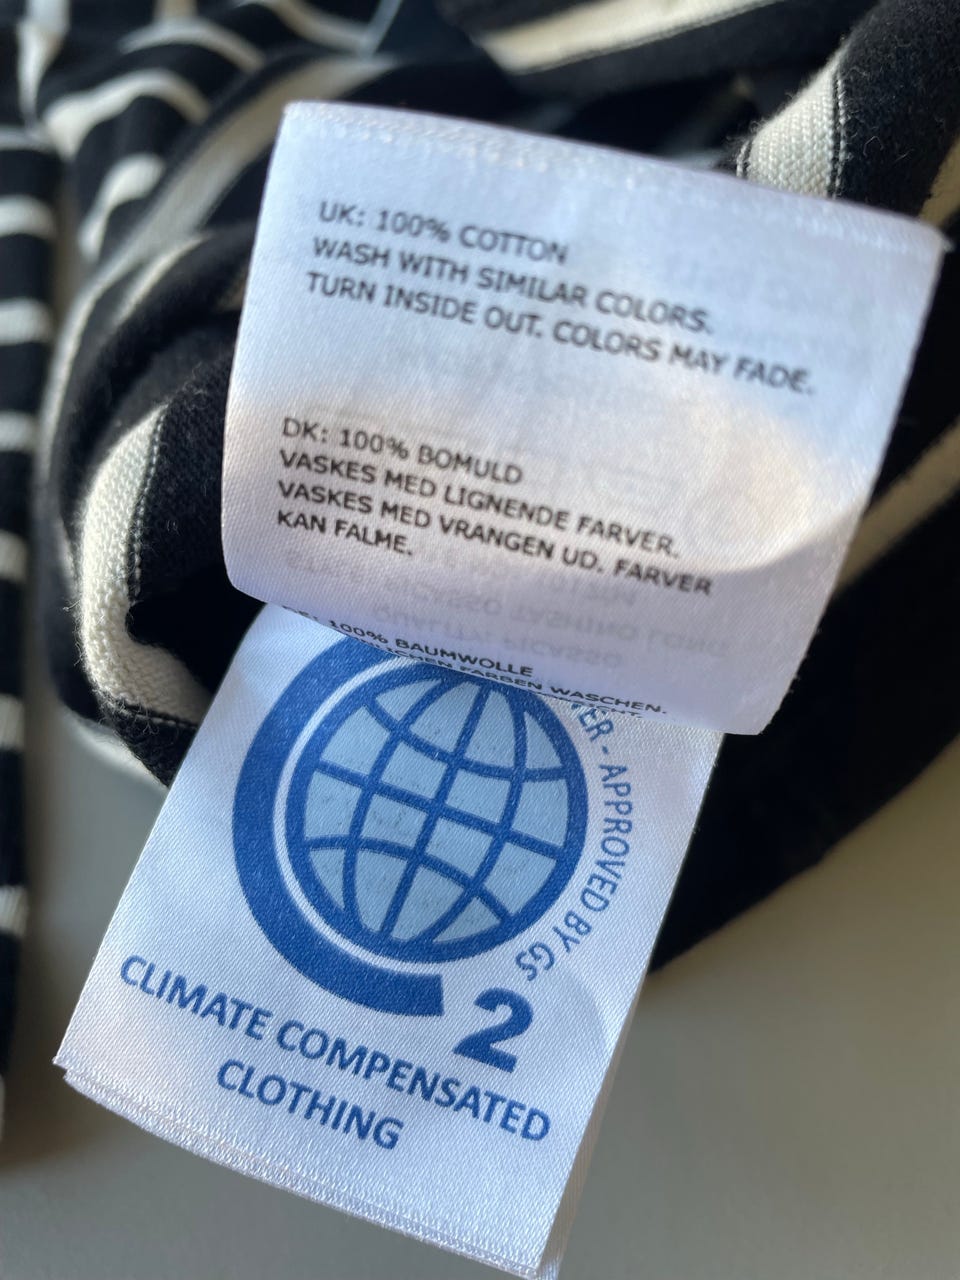 UK: 100% COTTON
WASH WITH SIMILAR COLORS.
TURN INSIDE OUT. COLORS MAY FADE.
DK: 100% BOMULD
VASKES MED LIGNENDE FARVER.
VASKES MED VRANGEN UD. FARVER
KAN FALME.
100% BAUMWOLLE
FARBEN WASCHEN.
- APPROVED BY GS
2
CLIMATE COMPENSATED
CLOTHING